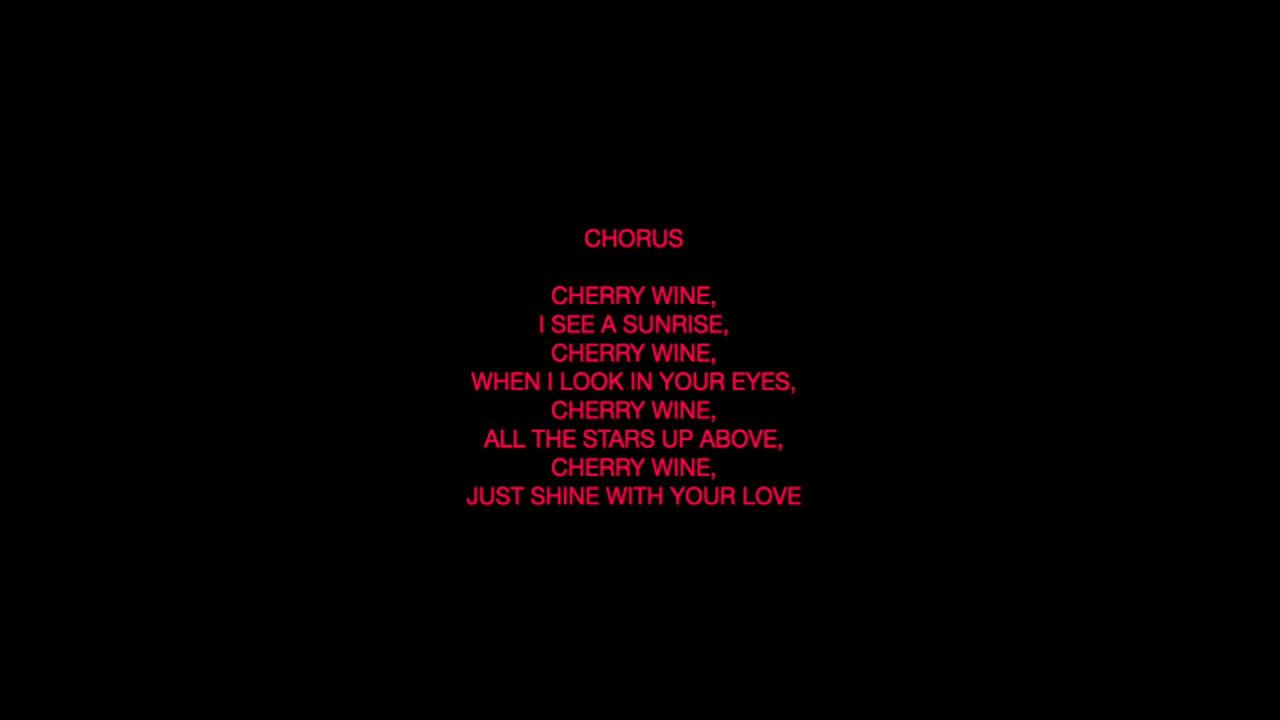 CHORUS
CHERRY WINE,
I SEE A SUNRISE,
CHERRY WINE,
WHEN I LOOK IN YOUR EYES,
CHERRY WINE,
ALL THE STARS UP ABOVE,
CHERRY WINE,
JUST SHINE WITH YOUR LOVE